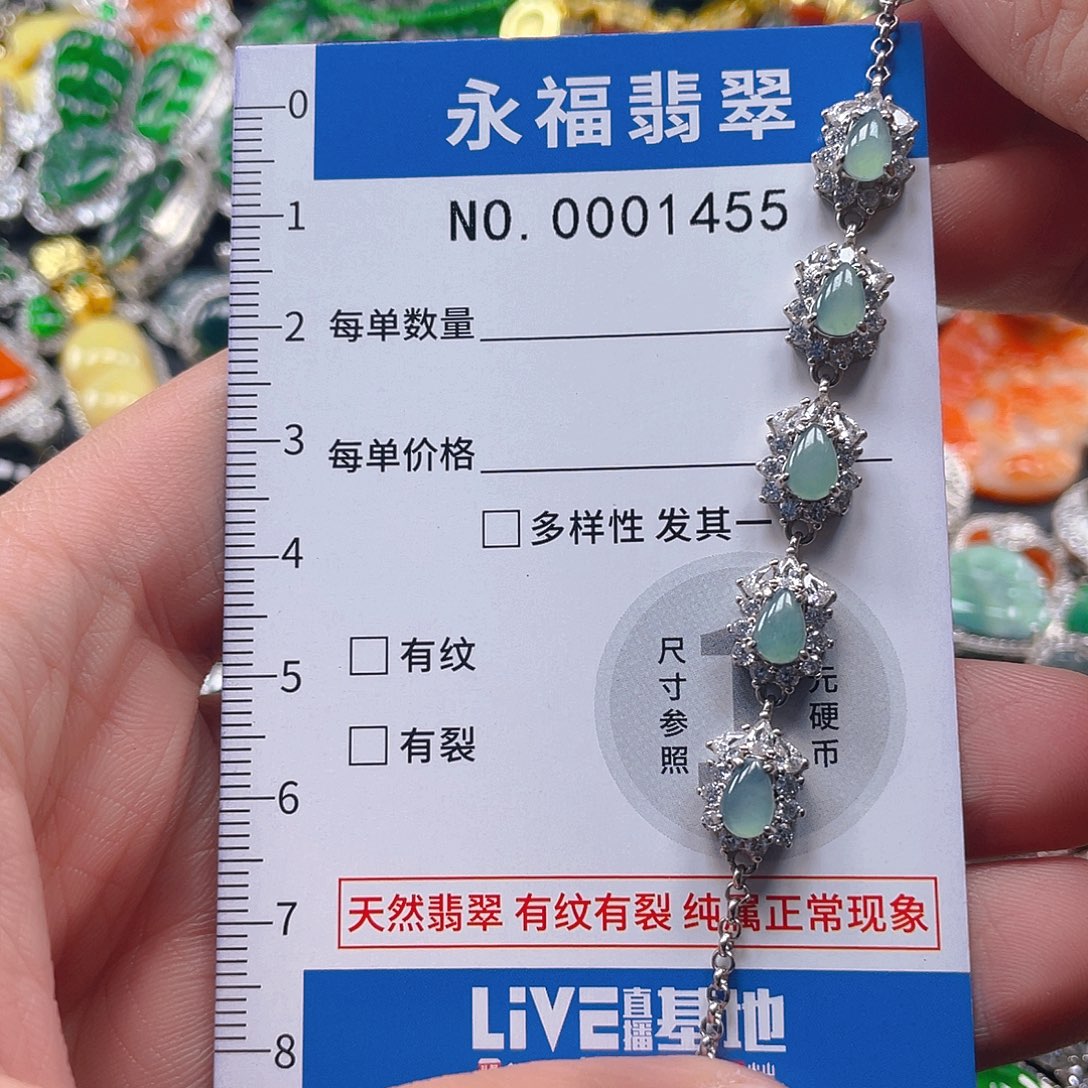 永福翡翠
NO. 0001455
每单数量
每单价格
多样性 发其一
有纹
有裂
尺寸参照
1
元硬币
天然翡翠 有纹有裂 纯属正常现象
LiVE直播基地
0
1
2
3
4
5
6
7
8